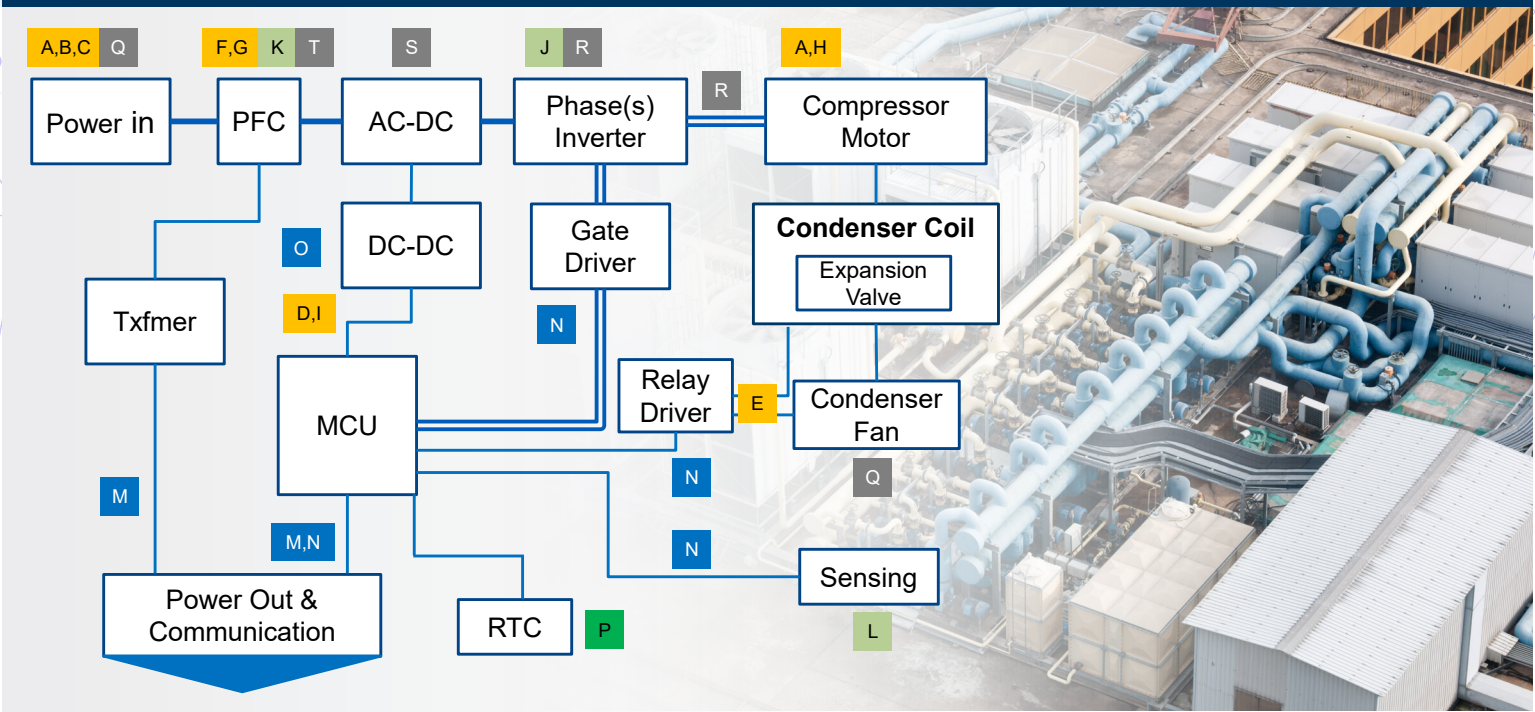 A,B,C Q
F,G K T
S
J R
A,H
Power in
PFC
AC-DC
Phase(s)
Inverter
R
Compressor
Motor
O
DC-DC
Gate
Driver
Condenser Coil
Expansion
Valve
Txfmer
D,I
N
MCU
Relay
Driver
E
Condenser
Fan
M
N
Q
M,N
N
Sensing
Power Out &
Communication
RTC
P
L